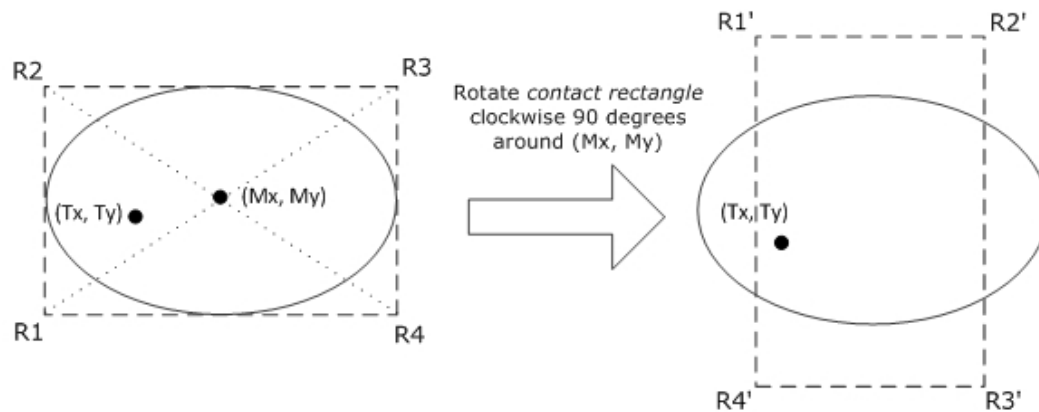 R2
R3
(Tx, Ty)
(Mx, My)
R1
R4
Rotate contact rectangle
clockwise 90 degrees
around (Mx, My)
R1'
R2'
(Tx, Ty)
R4'
R3'